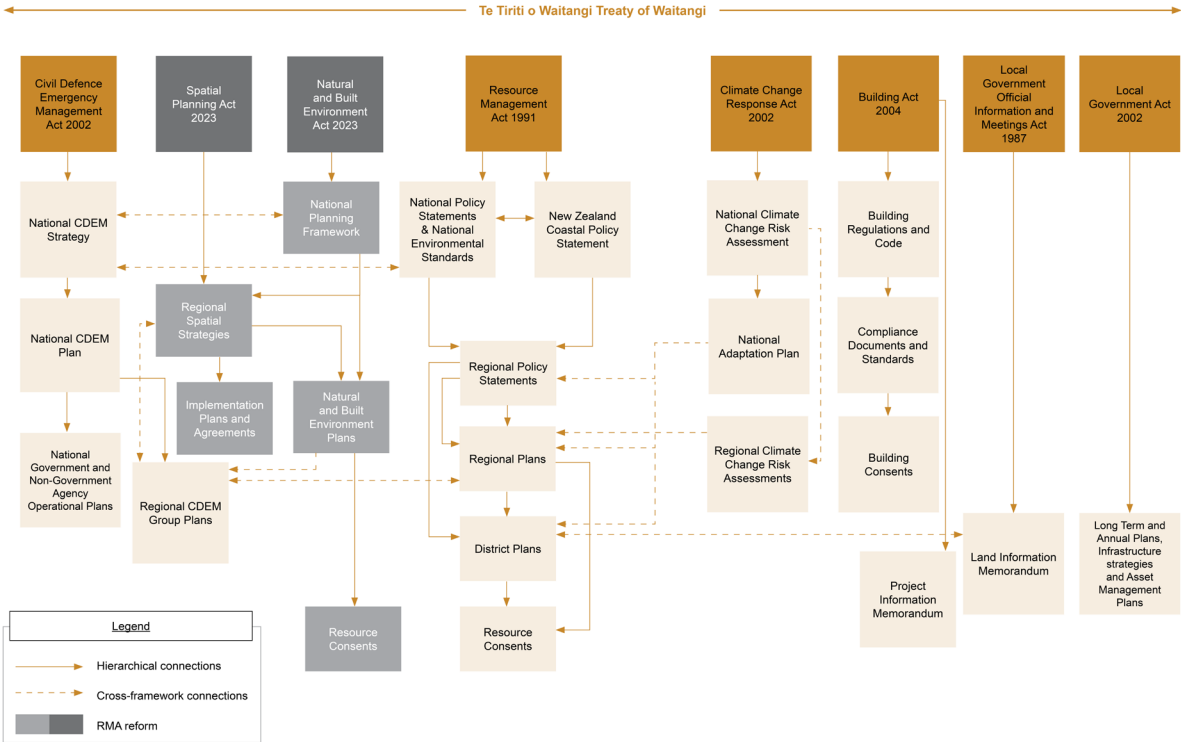 Te Tiriti o Waitangi Treaty of Waitangi
Civil Defence
Emergency
Management
Act 2002
Spatial
Planning Act
2023
Natural
and Built
Environment
Act 2023
Resource
Management
Act 1991
Climate Change
Response Act
2002
Building Act
2004
Local
Government
Official
Information and
Meetings Act
1987
Local
Government Act
2002
National CDEM
Strategy
National
Planning
Framework
National Policy
Statements
& National
Environmental
Standards
New Zealand
Coastal Policy
Statement
National Climate
Change Risk
Assessment
Building
Regulations and
Code
National CDEM
Plan
Regional
Spatial
Strategies
Regional Policy
Statements
National
Adaptation Plan
Compliance
Documents and
Standards
Implementation
Plans and
Agreements
Natural
and Built
Environment
Plans
National
Government and
Non-Government
Agency
Operational Plans
Regional CDEM
Group Plans
Regional Plans
Regional Climate
Change Risk
Assessments
Building
Consents
District Plans
Land Information
Memorandum
Long Term and
Annual Plans,
Infrastructure
strategies
and Asset
Management
Plans
Project
Information
Memorandum
Resource
Consents
Resource
Consents
Legend
Hierarchical connections
Cross-framework connections
RMA reform